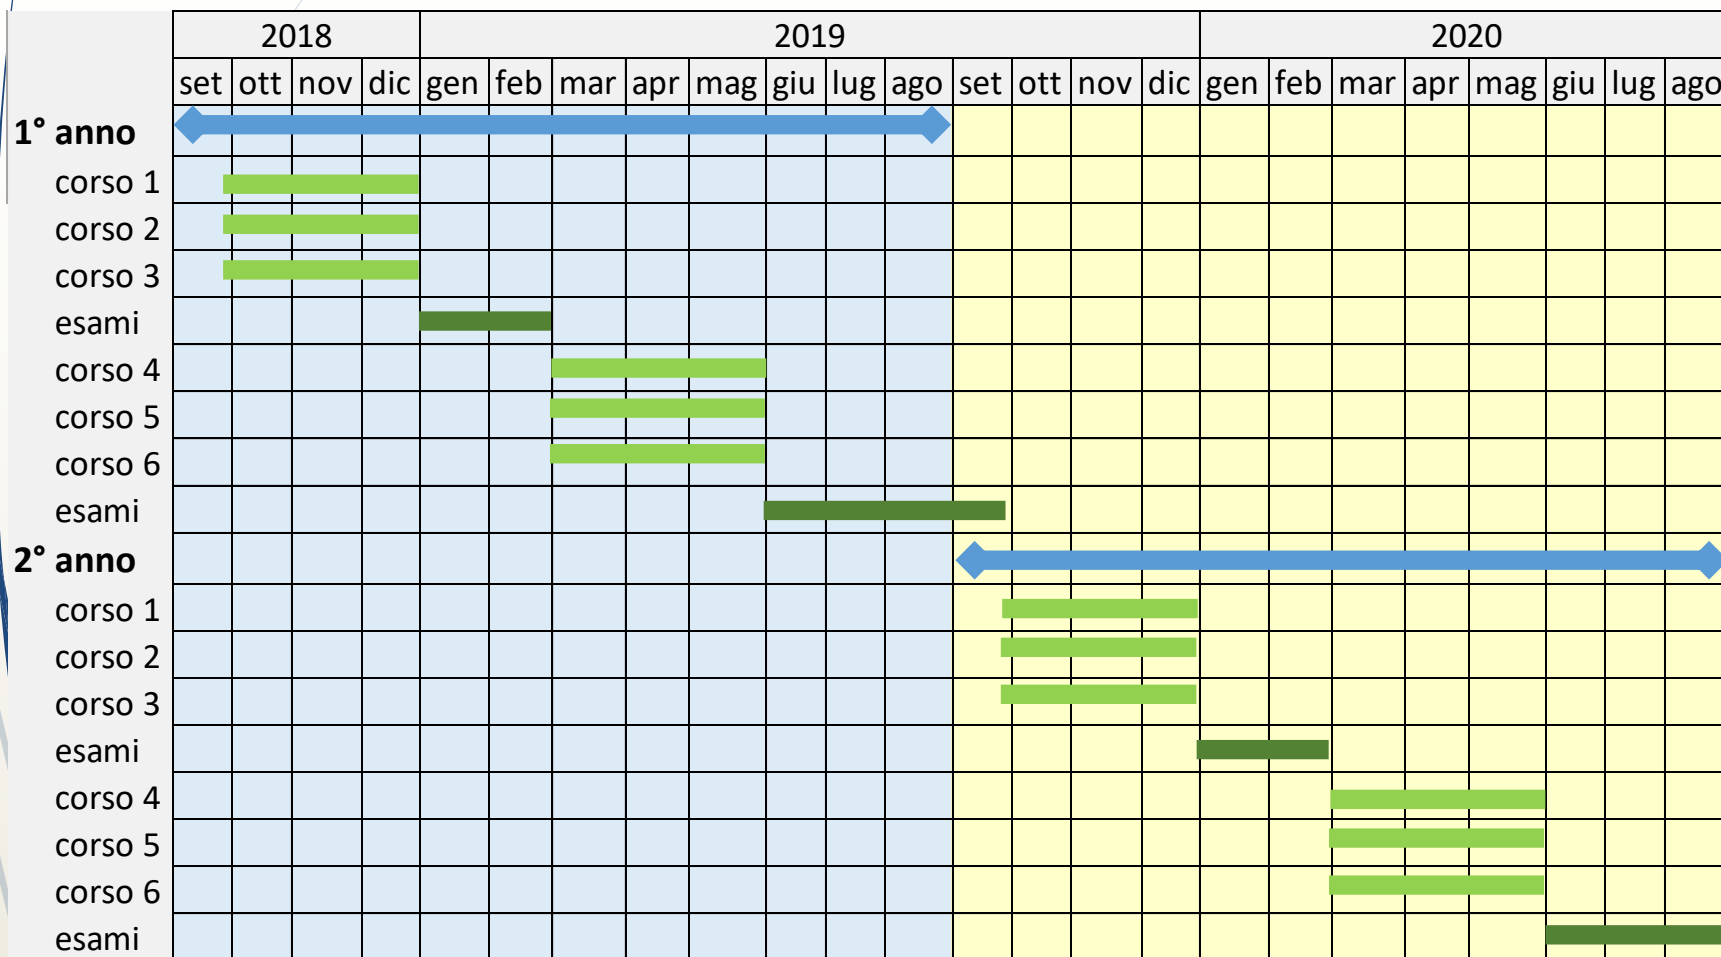 2018 2019 2020
set ott nov dic gen feb mar apr mag giu lug ago set ott nov dic gen feb mar apr mag giu lug ago
1° anno
corso 1
corso 2
corso 3
esami
corso 4
corso 5
corso 6
esami
2° anno
corso 1
corso 2
corso 3
esami
corso 4
corso 5
corso 6
esami